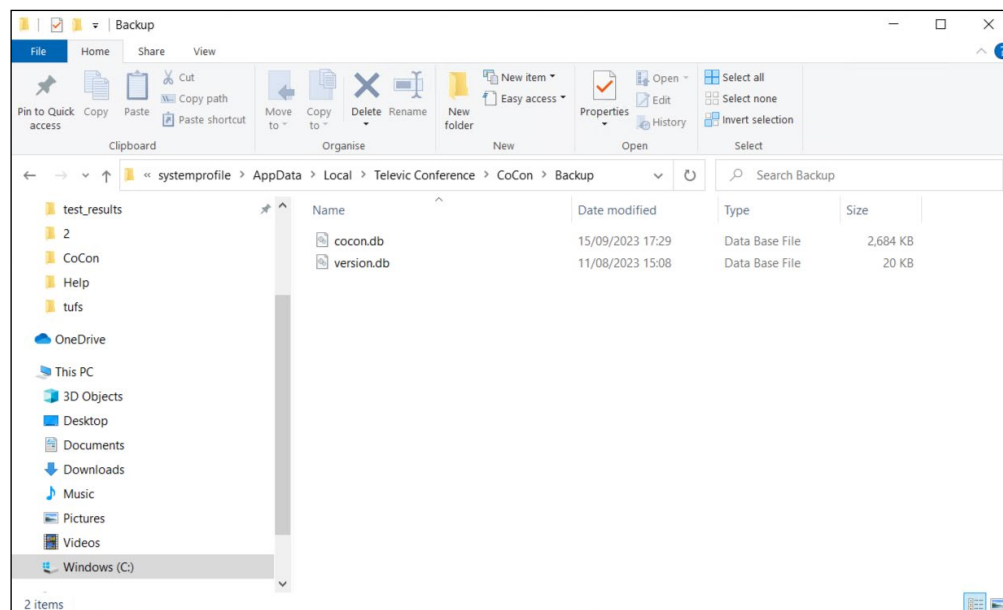 Backup
File Home Share View
Pin to Quick access
Copy
Paste
Cut
Copy path
Paste shortcut
Clipboard
Move to
Copy to
Delete
Rename
Organise
New folder
New item
Easy access
New
Properties
Open
Edit
History
Open
Select all
Select none
Invert selection
Select
« systemprofile > AppData > Local > Televic Conference > CoCon > Backup
Search Backup
test_results
2
CoCon
Help
tufs
OneDrive
This PC
3D Objects
Desktop
Documents
Downloads
Music
Pictures
Videos
Windows (C:)
Name Date modified Type Size
cocon.db 15/09/2023 17:29 Data Base File 2,684 KB
version.db 11/08/2023 15:08 Data Base File 20 KB
2 items